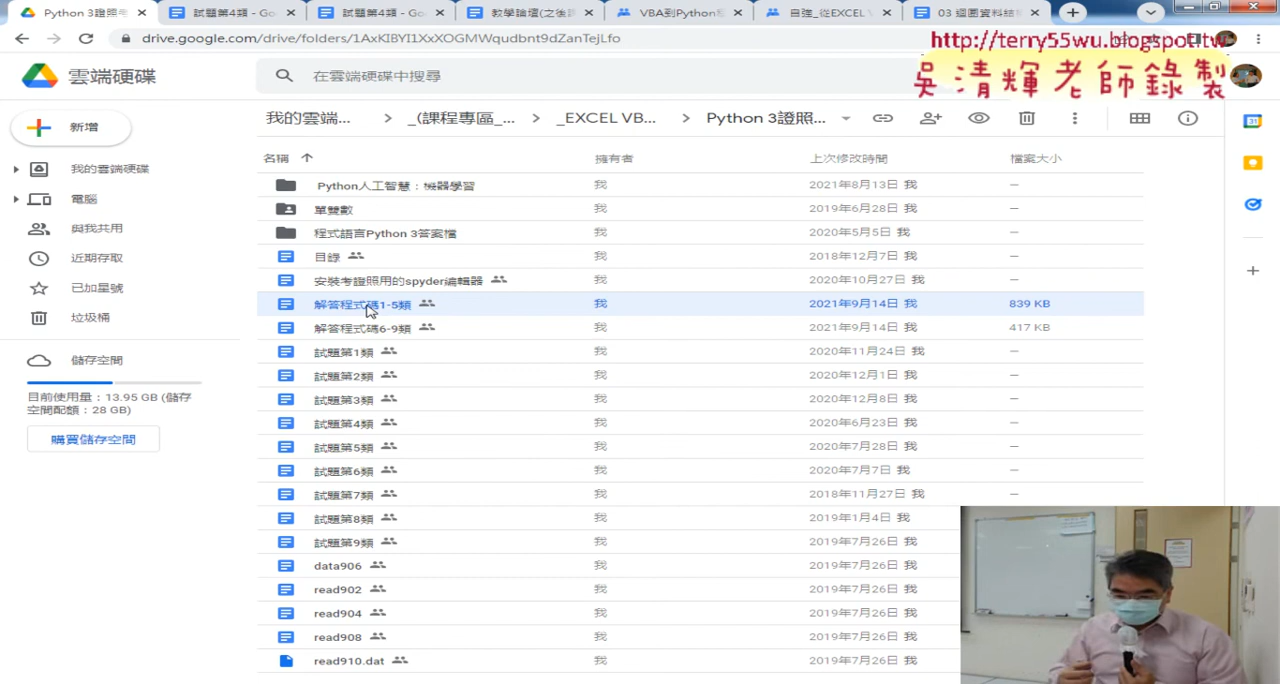 Python 3證照考
試題第4類 - Go
試題第4類 - Go
教學論壇(之後課
VBA到Python程
自強_從EXCEL V
03 迴圈資料結
drive.google.com/drive/folders/1AxKIBYI1XxXOGMWqudbnt9dZanTejLfo
http://terry55wu.blogspot.tw
吳清輝老師錄製
雲端硬碟
在雲端硬碟中搜尋
新增
我的雲端...
_(課程專區_...
_EXCEL VB...
Python 3證照...
名稱
擁有者
上次修改時間
檔案大小
我的雲端硬碟
電腦
與我共用
近期存取
已加星號
垃圾桶
儲存空間
目前使用量：13.95 GB (儲存
空間配額：28 GB)
購買儲存空間
Python人工智慧：機器學習 我 2021年8月13日 我 —
單雙數 我 2019年6月28日 我 —
程式語言Python 3答案檔 我 2020年5月5日 我 —
目錄 我 2018年12月7日 我 —
安裝考證照用的spyder編輯器 我 2020年10月27日 我 —
解答程式碼1-5類 我 2021年9月14日 我 839 KB
解答程式碼6-9類 我 2021年9月14日 我 417 KB
試題第1類 我 2020年11月24日 我 —
試題第2類 我 2020年12月1日 我 —
試題第3類 我 2020年12月8日 我 —
試題第4類 我 2020年6月23日 我 —
試題第5類 我 2020年7月28日 我 —
試題第6類 我 2020年7月7日 我 —
試題第7類 我 2018年11月27日 我 —
試題第8類 我 2019年1月4日 我 —
試題第9類 我 2019年7月26日 我
data906 我 2019年7月26日 我
read902 我 2019年7月26日 我
read904 我 2019年7月26日 我
read908 我 2019年7月26日 我
read910.dat 我 2019年7月26日 我